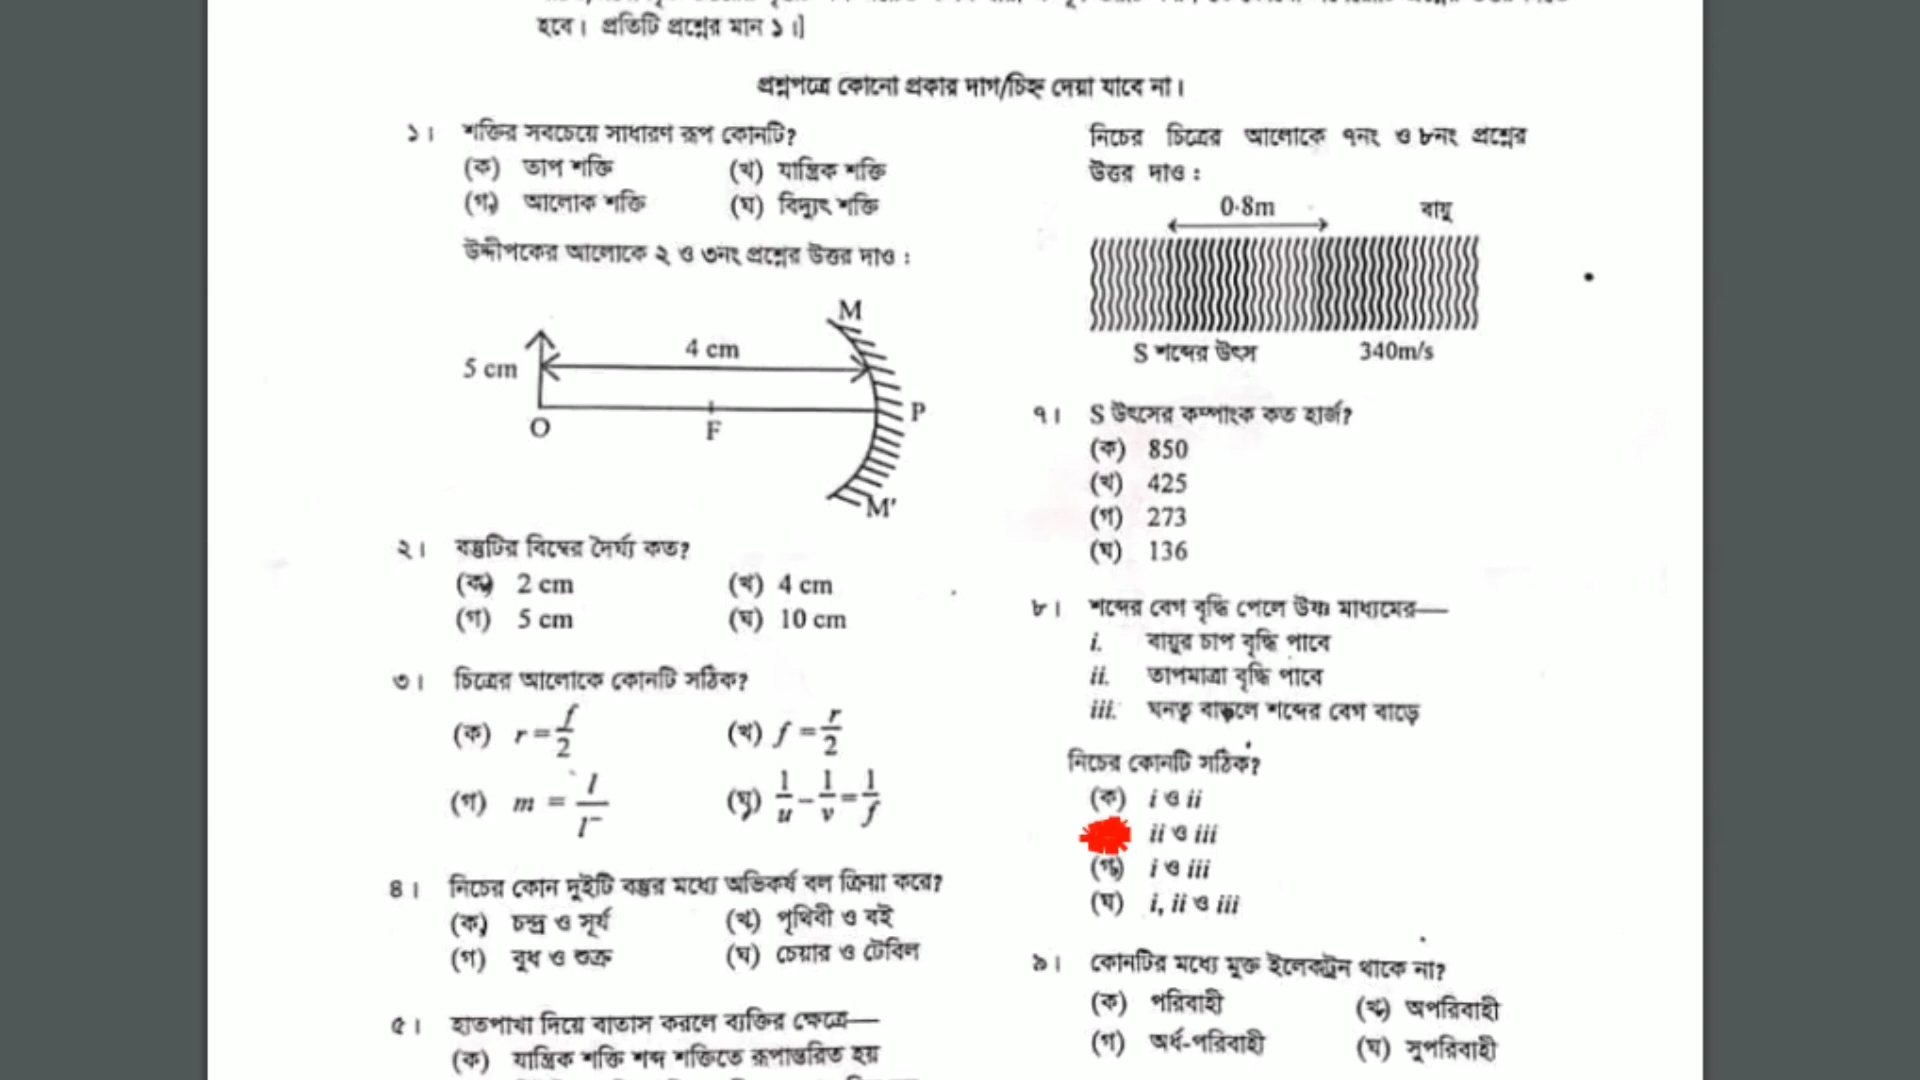 হবে। প্রতিটি প্রশ্নের মান ১।]
প্রশ্নপত্রে কোনো প্রকার দাগ/চিহ্ন দেয়া যাবে না।
১। শক্তির সবচেয়ে সাধারণ রূপ কোনটি?
(ক) তাপ শক্তি (খ) যান্ত্রিক শক্তি
(গ) আলোক শক্তি (ঘ) বিদ্যুৎ শক্তি
উদ্দীপকের আলোকে ২ ও ৩নং প্রশ্নের উত্তর দাও :
M
4 cm
5 cm
O F P
M′
২। বস্তুটির বিম্বের দৈর্ঘ্য কত?
(ক) 2 cm (খ) 4 cm
(গ) 5 cm (ঘ) 10 cm
৩। চিত্রের আলোকে কোনটি সঠিক?
(ক) r = f/2 (খ) f = r/2
(গ) m = l/l⁻ (ঘ) 1/u − 1/v = 1/f
৪। নিচের কোন দুইটি বস্তুর মধ্যে অভিকর্ষ বল ক্রিয়া করে?
(ক) চন্দ্র ও সূর্য (খ) পৃথিবী ও বই
(গ) বুধ ও শুক্র (ঘ) চেয়ার ও টেবিল
৫। হাতপাখা দিয়ে বাতাস করলে ব্যক্তির ক্ষেত্রে—
(ক) যান্ত্রিক শক্তি শব্দ শক্তিতে রূপান্তরিত হয়
নিচের চিত্রের আলোকে ৭নং ও ৮নং প্রশ্নের
উত্তর দাও :
0·8m বায়ু
S শব্দের উৎস 340m/s
৭। S উৎসের কম্পাংক কত হার্জ?
(ক) 850
(খ) 425
(গ) 273
(ঘ) 136
৮। শব্দের বেগ বৃদ্ধি পেলে উষ্ণ মাধ্যমের—
i. বায়ুর চাপ বৃদ্ধি পাবে
ii. তাপমাত্রা বৃদ্ধি পাবে
iii. ঘনত্ব বাড়লে শব্দের বেগ বাড়ে
নিচের কোনটি সঠিক?
(ক) i ও ii
ii ও iii
(গ) i ও iii
(ঘ) i, ii ও iii
৯। কোনটির মধ্যে মুক্ত ইলেকট্রন থাকে না?
(ক) পরিবাহী (খ) অপরিবাহী
(গ) অর্ধ-পরিবাহী (ঘ) সুপরিবাহী